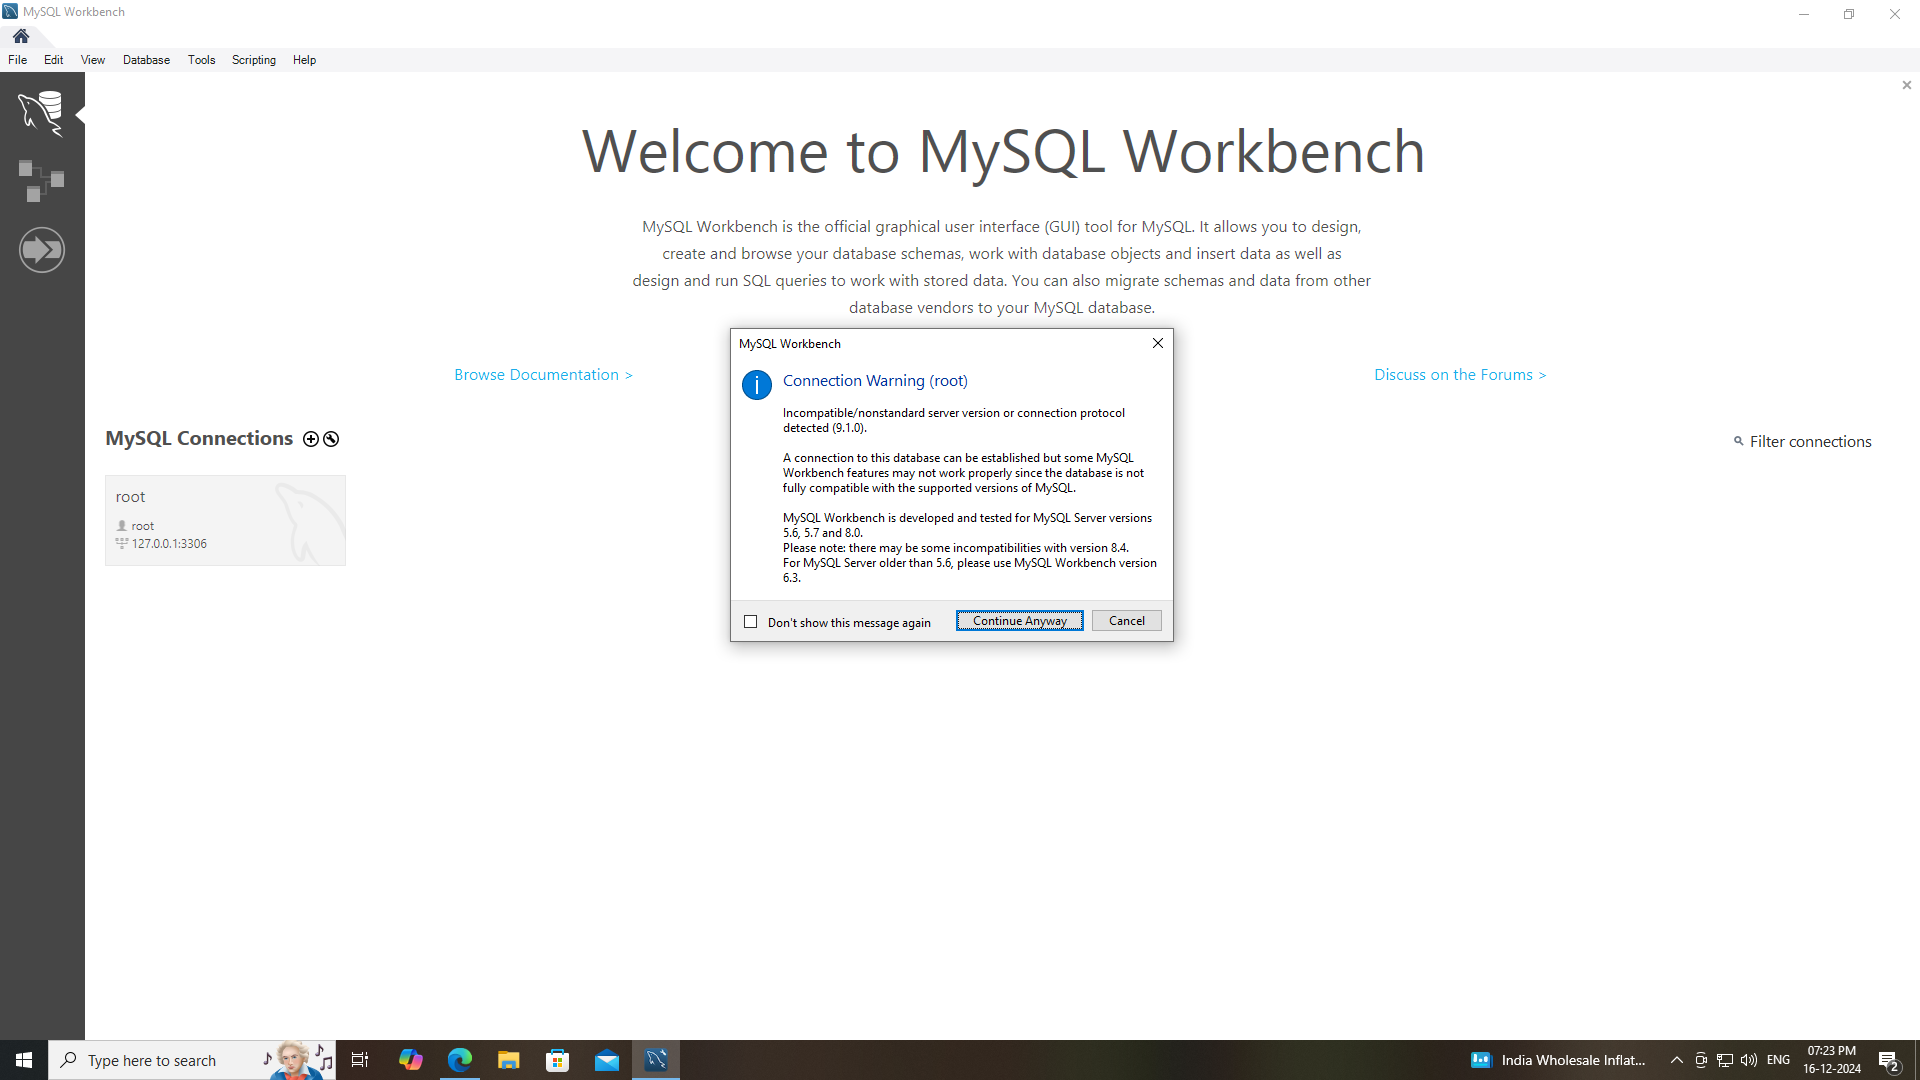 MySQL Workbench
File Edit View Database Tools Scripting Help
Welcome to MySQL Workbench
MySQL Workbench is the official graphical user interface (GUI) tool for MySQL. It allows you to design,
create and browse your database schemas, work with database objects and insert data as well as
design and run SQL queries to work with stored data. You can also migrate schemas and data from other
database vendors to your MySQL database.
Browse Documentation >
Discuss on the Forums >
MySQL Connections
Filter connections
root
root
127.0.0.1:3306
MySQL Workbench
Connection Warning (root)
Incompatible/nonstandard server version or connection protocol
detected (9.1.0).
A connection to this database can be established but some MySQL
Workbench features may not work properly since the database is not
fully compatible with the supported versions of MySQL.
MySQL Workbench is developed and tested for MySQL Server versions
5.6, 5.7 and 8.0.
Please note: there may be some incompatibilities with version 8.4.
For MySQL Server older than 5.6, please use MySQL Workbench version
6.3.
Don't show this message again
Continue Anyway
Cancel
Type here to search
India Wholesale Inflat...
ENG
07:23 PM
16-12-2024
2